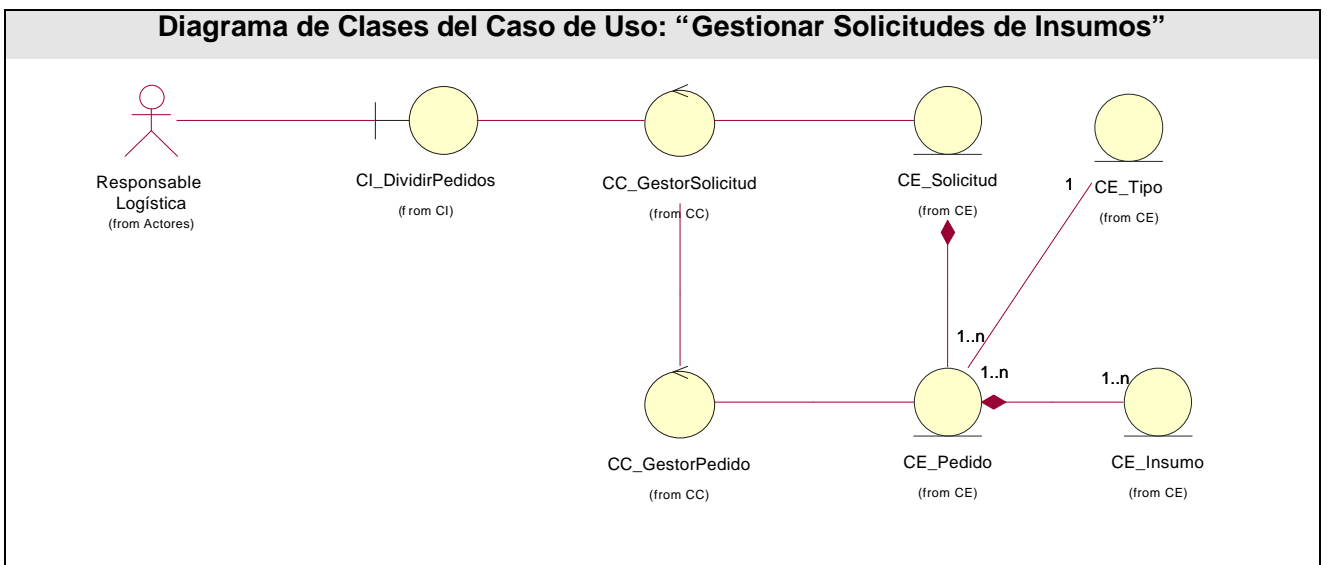 Diagrama de Clases del Caso de Uso: “Gestionar Solicitudes de Insumos”
Responsable
Logística
(from Actores)
CI_DividirPedidos
(from CI)
CC_GestorSolicitud
(from CC)
CE_Solicitud
(from CE)
1
CE_Tipo
(from CE)
1..n
1..n
1..n
CC_GestorPedido
(from CC)
CE_Pedido
(from CE)
CE_Insumo
(from CE)